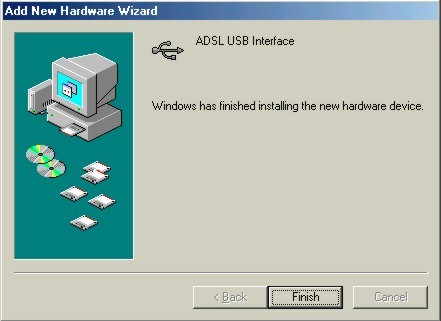 Add New Hardware Wizard
ADSL USB Interface
Windows has finished installing the new hardware device.
< Back
Finish
Cancel